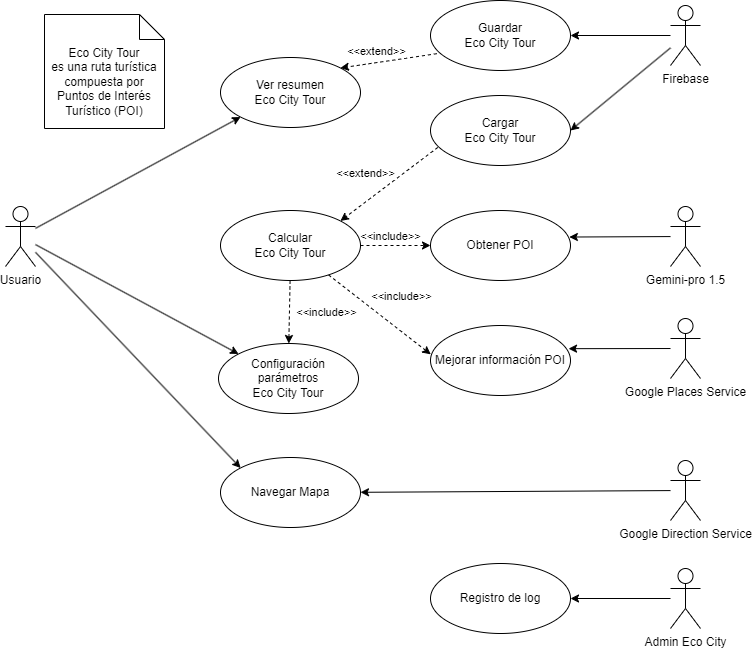 Eco City Tour
es una ruta turística
compuesta por
Puntos de Interés
Turístico (POI)
Guardar
Eco City Tour
Firebase
<<extend>>
Ver resumen
Eco City Tour
Cargar
Eco City Tour
<<extend>>
Usuario
Calcular
Eco City Tour
<<include>>
Obtener POI
Gemini-pro 1.5
<<include>>
<<include>>
Configuración
parámetros
Eco City Tour
Mejorar información POI
Google Places Service
Navegar Mapa
Google Direction Service
Registro de log
Admin Eco City